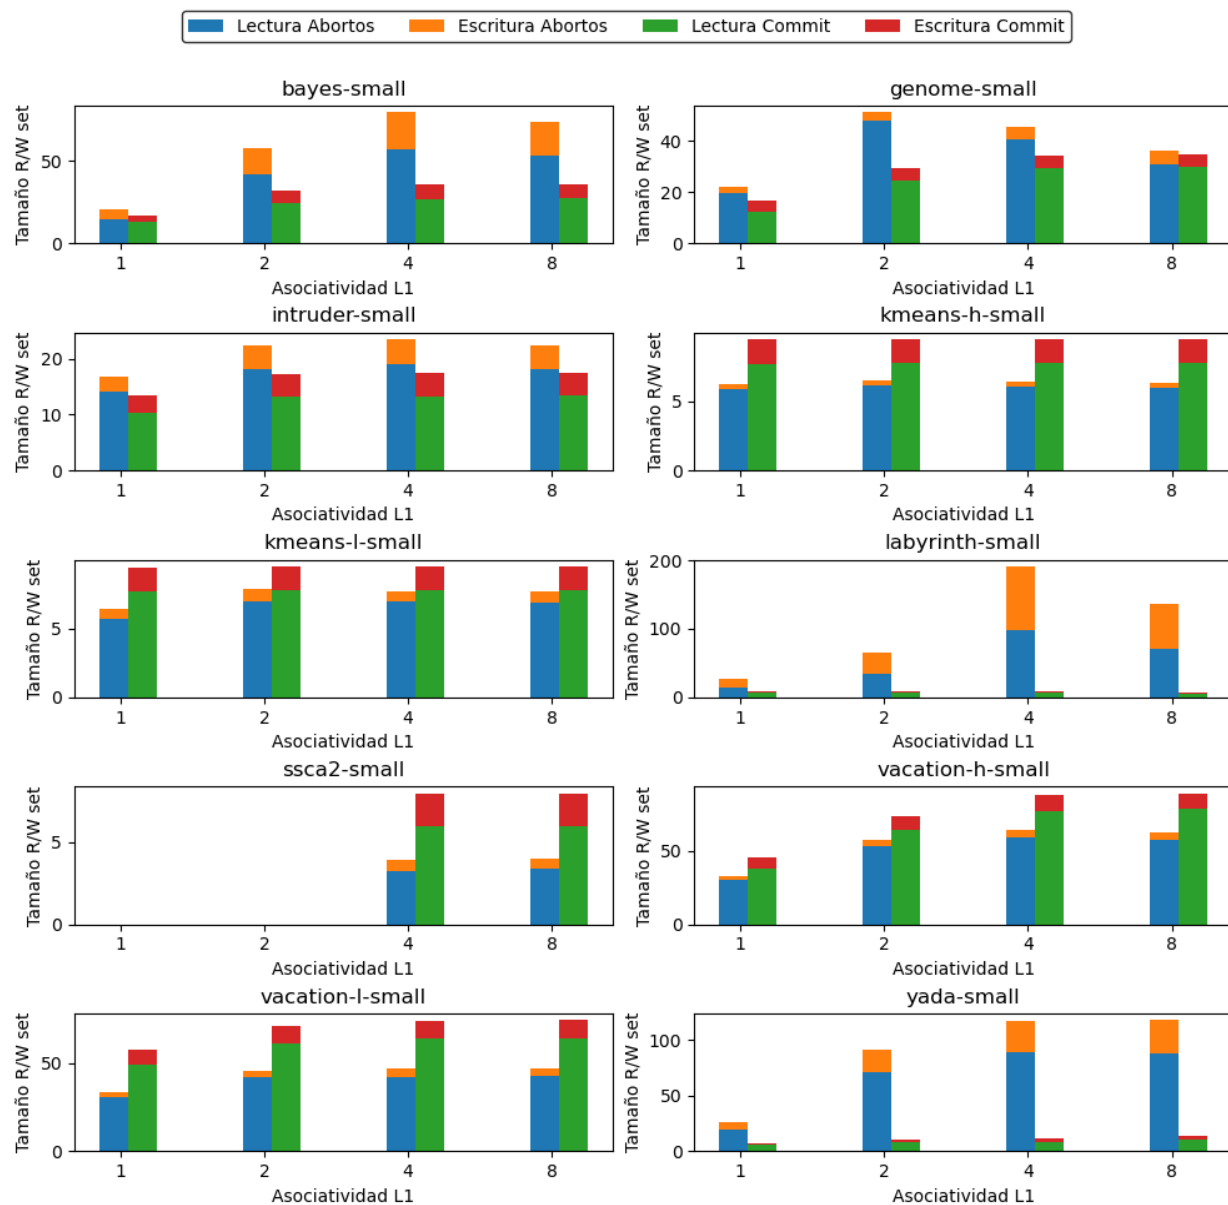 Lectura Abortos Escritura Abortos Lectura Commit Escritura Commit
bayes-small
Tamaño R/W set
50
0
1 2 4 8
Asociatividad L1
genome-small
Tamaño R/W set
40
20
0
1 2 4 8
Asociatividad L1
intruder-small
Tamaño R/W set
20
10
0
1 2 4 8
Asociatividad L1
kmeans-h-small
Tamaño R/W set
5
0
1 2 4 8
Asociatividad L1
kmeans-l-small
Tamaño R/W set
5
0
1 2 4 8
Asociatividad L1
labyrinth-small
Tamaño R/W set
200
100
0
1 2 4 8
Asociatividad L1
ssca2-small
Tamaño R/W set
5
0
1 2 4 8
Asociatividad L1
vacation-h-small
Tamaño R/W set
50
0
1 2 4 8
Asociatividad L1
vacation-l-small
Tamaño R/W set
50
0
1 2 4 8
Asociatividad L1
yada-small
Tamaño R/W set
100
50
0
1 2 4 8
Asociatividad L1